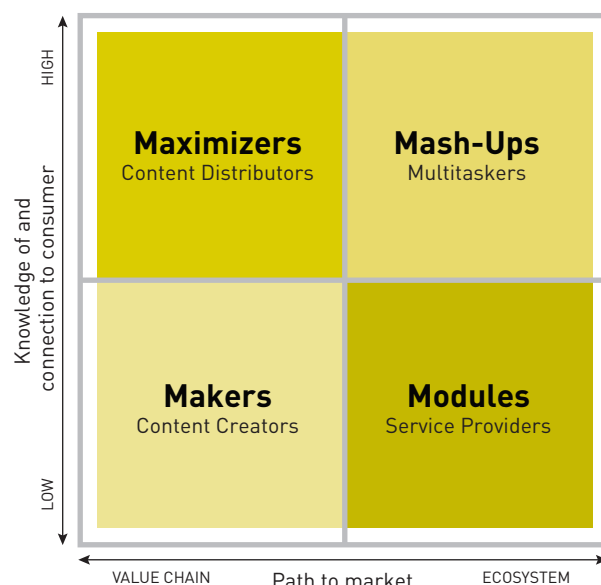 HIGH
Maximizers
Content Distributors
Mash-Ups
Multitaskers
Knowledge of and
connection to consumer
Makers
Content Creators
Modules
Service Providers
LOW
VALUE CHAIN
Path to market
ECOSYSTEM